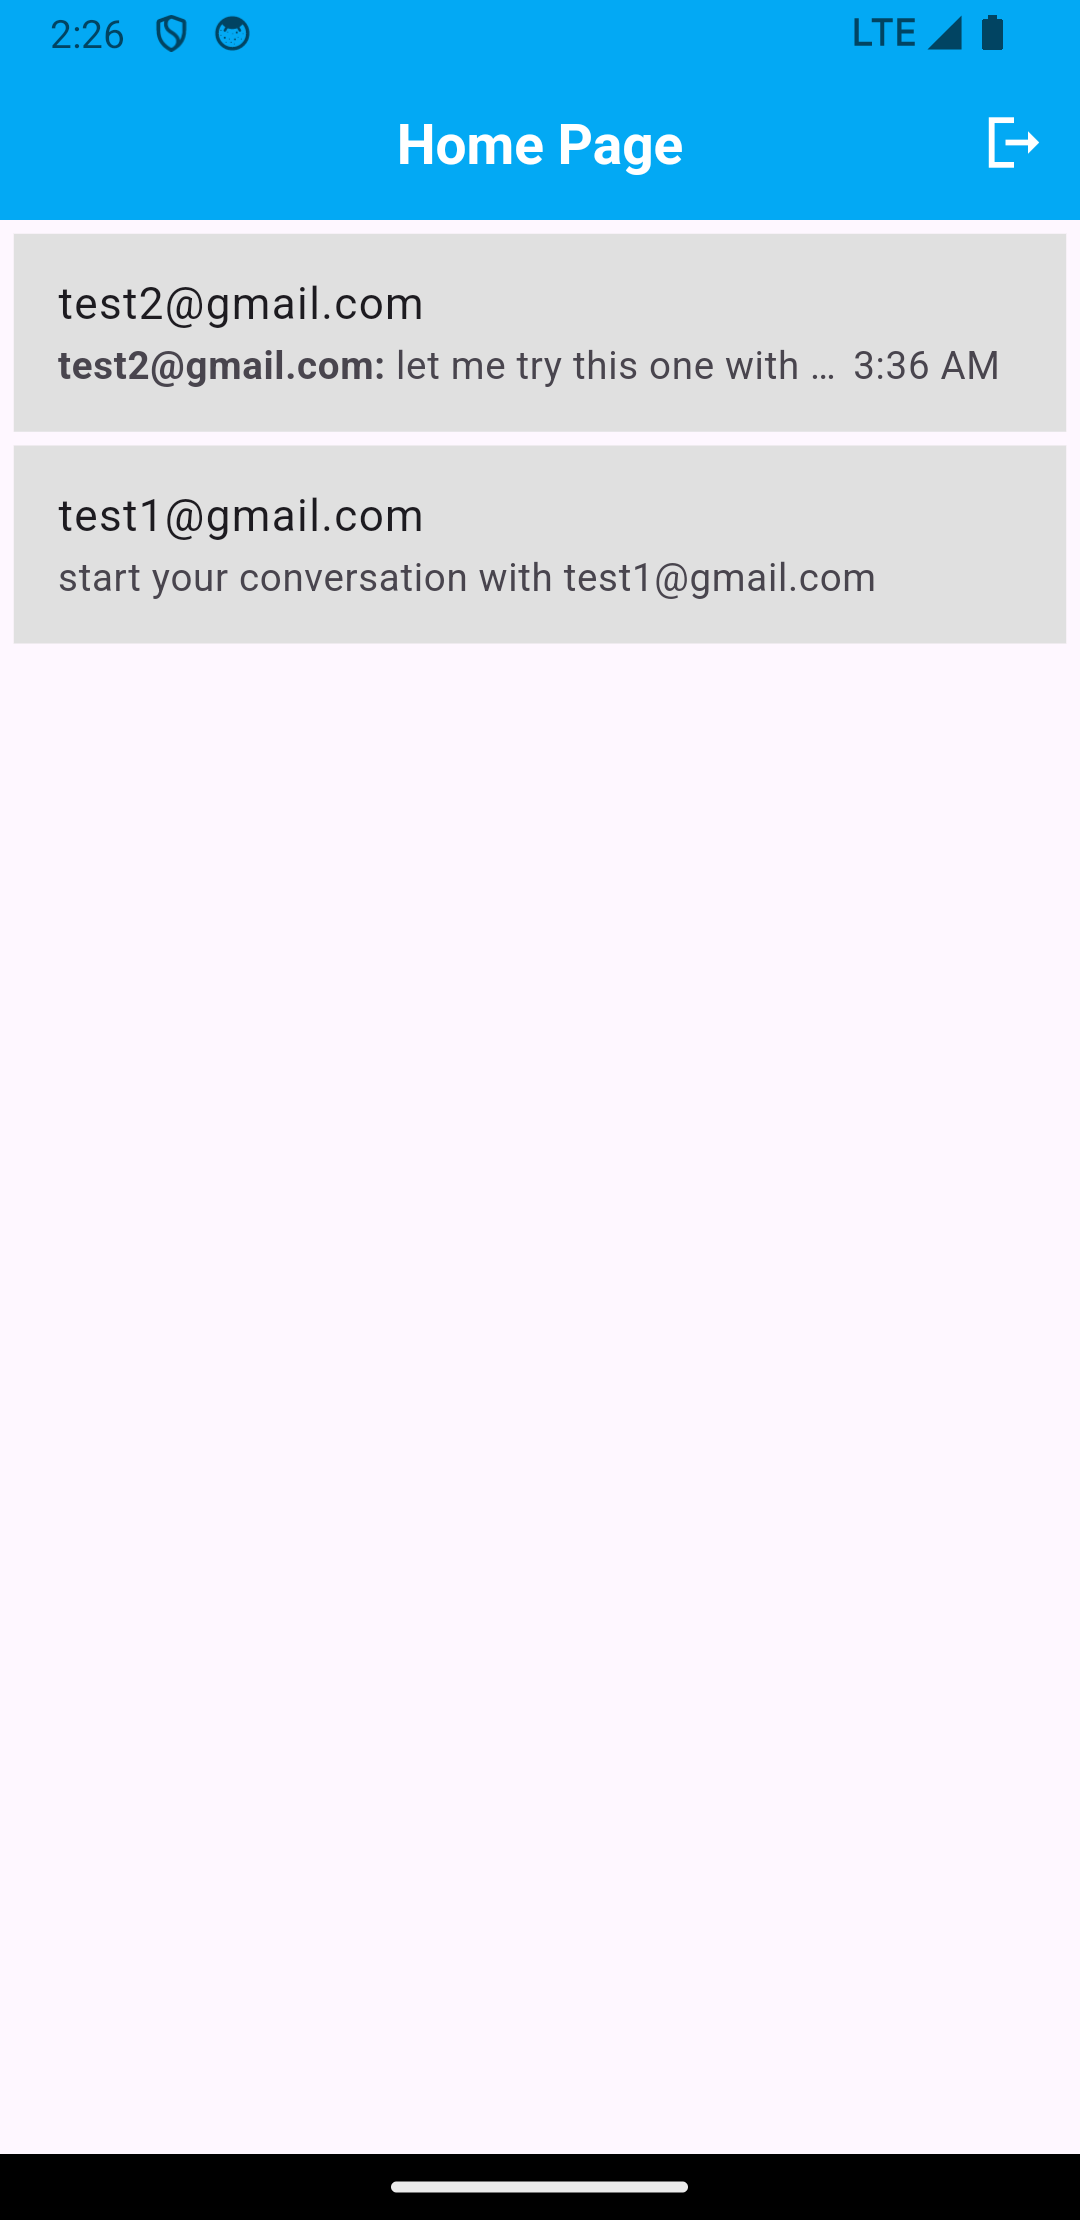 2:26 LTE
Home Page
test2@gmail.com
test2@gmail.com: let me try this one with ... 3:36 AM
test1@gmail.com
start your conversation with test1@gmail.com